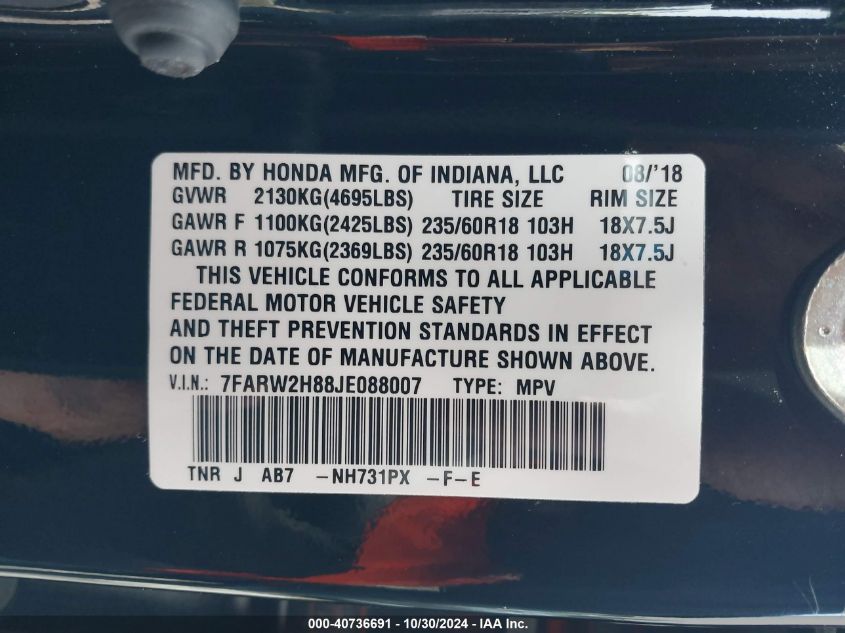 MFD. BY HONDA MFG. OF INDIANA, LLC 08/'18
GVWR 2130KG(4695LBS) TIRE SIZE RIM SIZE
GAWR F 1100KG(2425LBS) 235/60R18 103H 18X7.5J
GAWR R 1075KG(2369LBS) 235/60R18 103H 18X7.5J
THIS VEHICLE CONFORMS TO ALL APPLICABLE
FEDERAL MOTOR VEHICLE SAFETY
AND THEFT PREVENTION STANDARDS IN EFFECT
ON THE DATE OF MANUFACTURE SHOWN ABOVE.
V.I.N.: 7FARW2H88JE088007 TYPE: MPV
TNR J AB7 -NH731PX -F-E
000-40736691 - 10/30/2024 - IAA Inc.